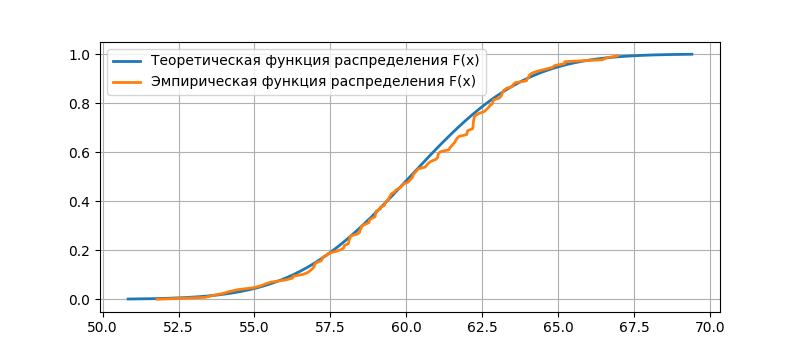 Теоретическая функция распределения F(x)
Эмпирическая функция распределения F(x)
1.0
0.8
0.6
0.4
0.2
0.0
50.0 52.5 55.0 57.5 60.0 62.5 65.0 67.5 70.0